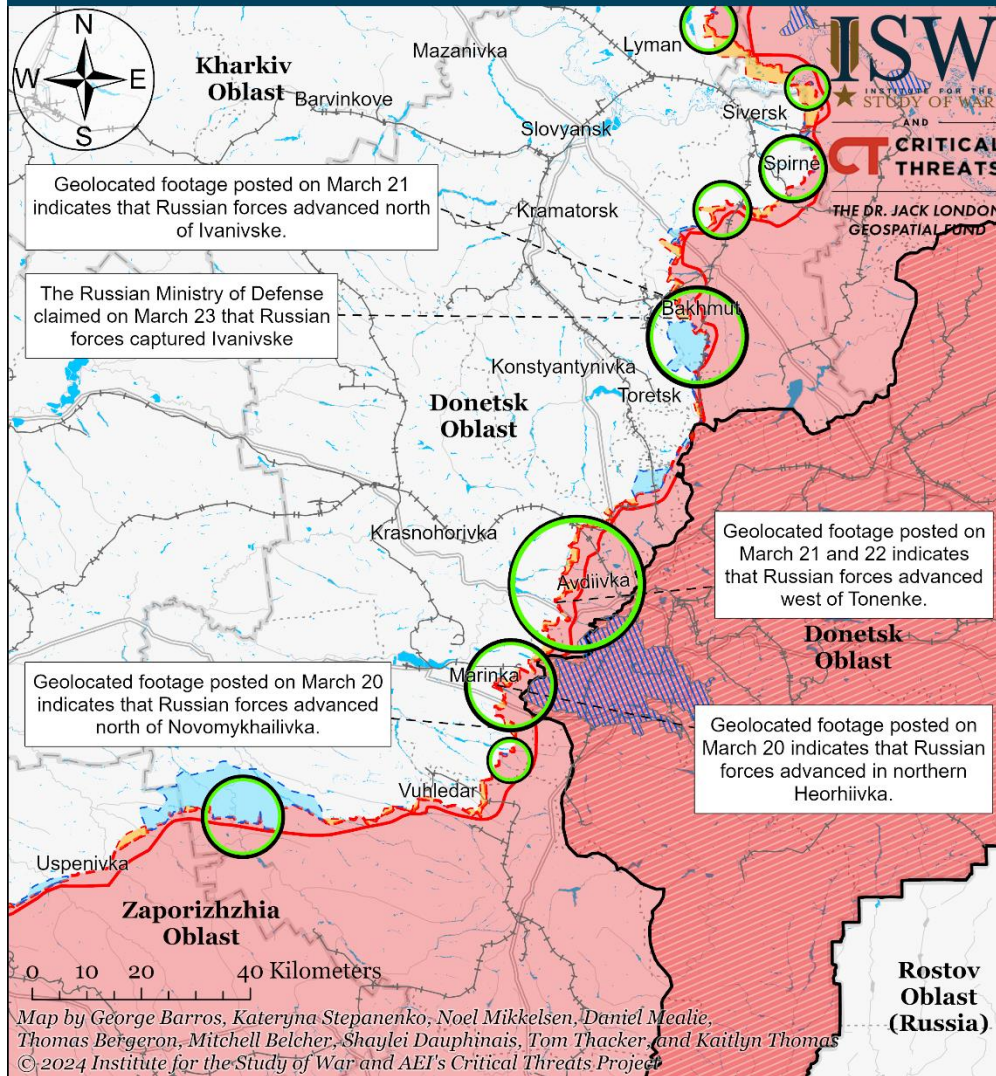 N
W
E
S
ISW
INSTITUTE FOR THE
STUDY OF WAR
AND
CT CRITICAL
THREATS
THE DR. JACK LONDON
GEOSPATIAL FUND
Kharkiv
Oblast
Mazanivka
Lyman
Barvinkove
Slovyansk
Siversk
Spirne
Geolocated footage posted on March 21
indicates that Russian forces advanced north
of Ivanivske.
Kramatorsk
The Russian Ministry of Defense
claimed on March 23 that Russian
forces captured Ivanivske
Bakhmut
Konstyantynivka
Toretsk
Donetsk
Oblast
Krasnohorivka
Avdiivka
Geolocated footage posted on
March 21 and 22 indicates
that Russian forces advanced
west of Tonenke.
Donetsk
Oblast
Marinka
Geolocated footage posted on March 20
indicates that Russian forces advanced
north of Novomykhailivka.
Geolocated footage posted on
March 20 indicates that Russian
forces advanced in northern
Heorhiivka.
Vuhledar
Uspenivka
Zaporizhzhia
Oblast
0 10 20 40 Kilometers
Rostov
Oblast
(Russia)
Map by George Barros, Kateryna Stepanenko, Noel Mikkelsen, Daniel Mealie,
Thomas Bergeron, Mitchell Belcher, Shaylei Dauphinais, Tom Thacker, and Kaitlyn Thomas
© 2024 Institute for the Study of War and AEI's Critical Threats Project